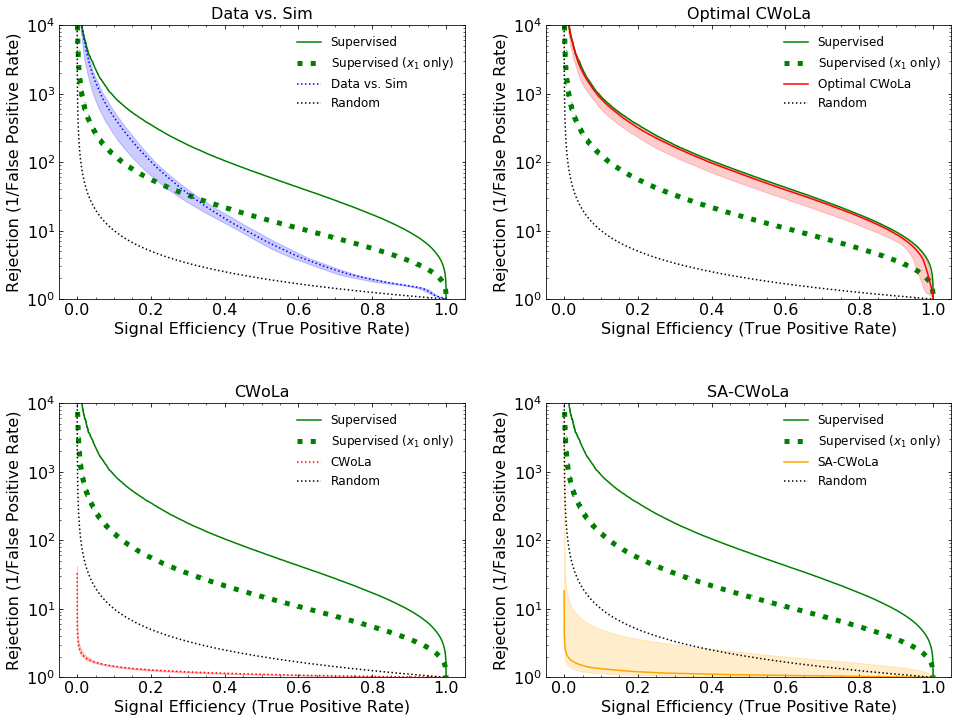 Data vs. Sim
Rejection (1/False Positive Rate)
10^4
10^3
10^2
10^1
10^0
Supervised
Supervised (x_1 only)
Data vs. Sim
Random
0.0 0.2 0.4 0.6 0.8 1.0
Signal Efficiency (True Positive Rate)
Optimal CWoLa
Rejection (1/False Positive Rate)
10^4
10^3
10^2
10^1
10^0
Supervised
Supervised (x_1 only)
Optimal CWoLa
Random
0.0 0.2 0.4 0.6 0.8 1.0
Signal Efficiency (True Positive Rate)
CWoLa
Rejection (1/False Positive Rate)
10^4
10^3
10^2
10^1
10^0
Supervised
Supervised (x_1 only)
CWoLa
Random
0.0 0.2 0.4 0.6 0.8 1.0
Signal Efficiency (True Positive Rate)
SA-CWoLa
Rejection (1/False Positive Rate)
10^4
10^3
10^2
10^1
10^0
Supervised
Supervised (x_1 only)
SA-CWoLa
Random
0.0 0.2 0.4 0.6 0.8 1.0
Signal Efficiency (True Positive Rate)